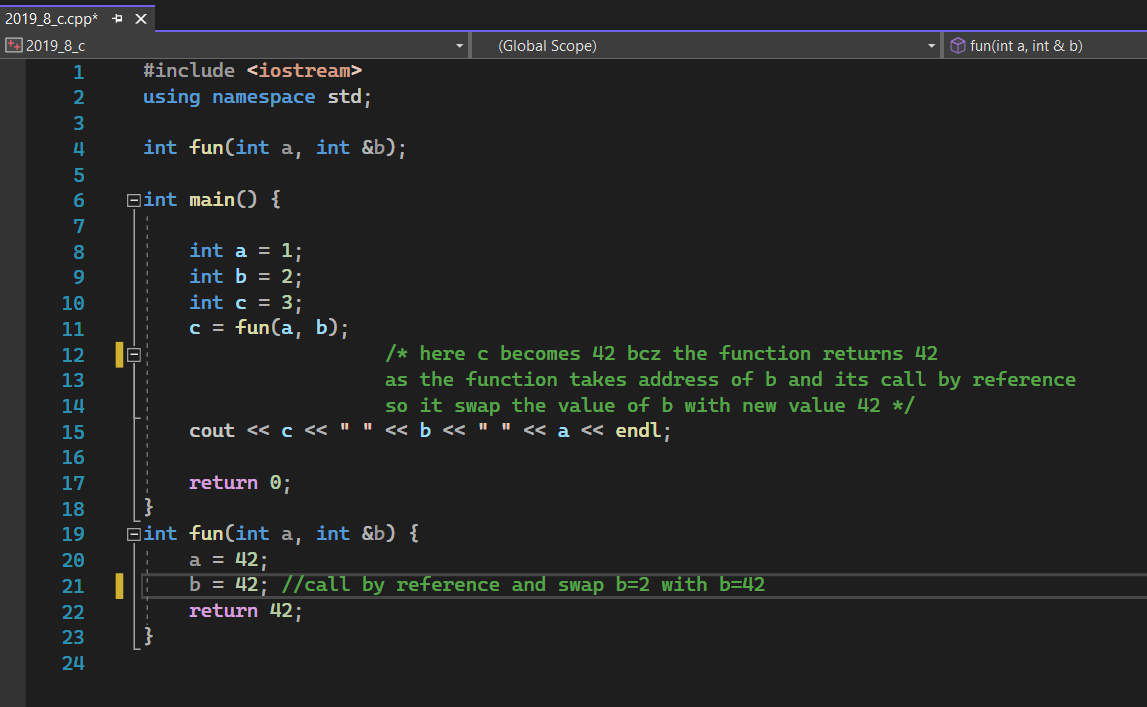 2019_8_c.cpp*
2019_8_c (Global Scope) fun(int a, int & b)
1 #include <iostream>
2 using namespace std;
3
4 int fun(int a, int &b);
5
6 int main() {
7
8 int a = 1;
9 int b = 2;
10 int c = 3;
11 c = fun(a, b);
12 /* here c becomes 42 bcz the function returns 42
13 as the function takes address of b and its call by reference
14 so it swap the value of b with new value 42 */
15 cout << c << " " << b << " " << a << endl;
16
17 return 0;
18 }
19 int fun(int a, int &b) {
20 a = 42;
21 b = 42; //call by reference and swap b=2 with b=42
22 return 42;
23 }
24